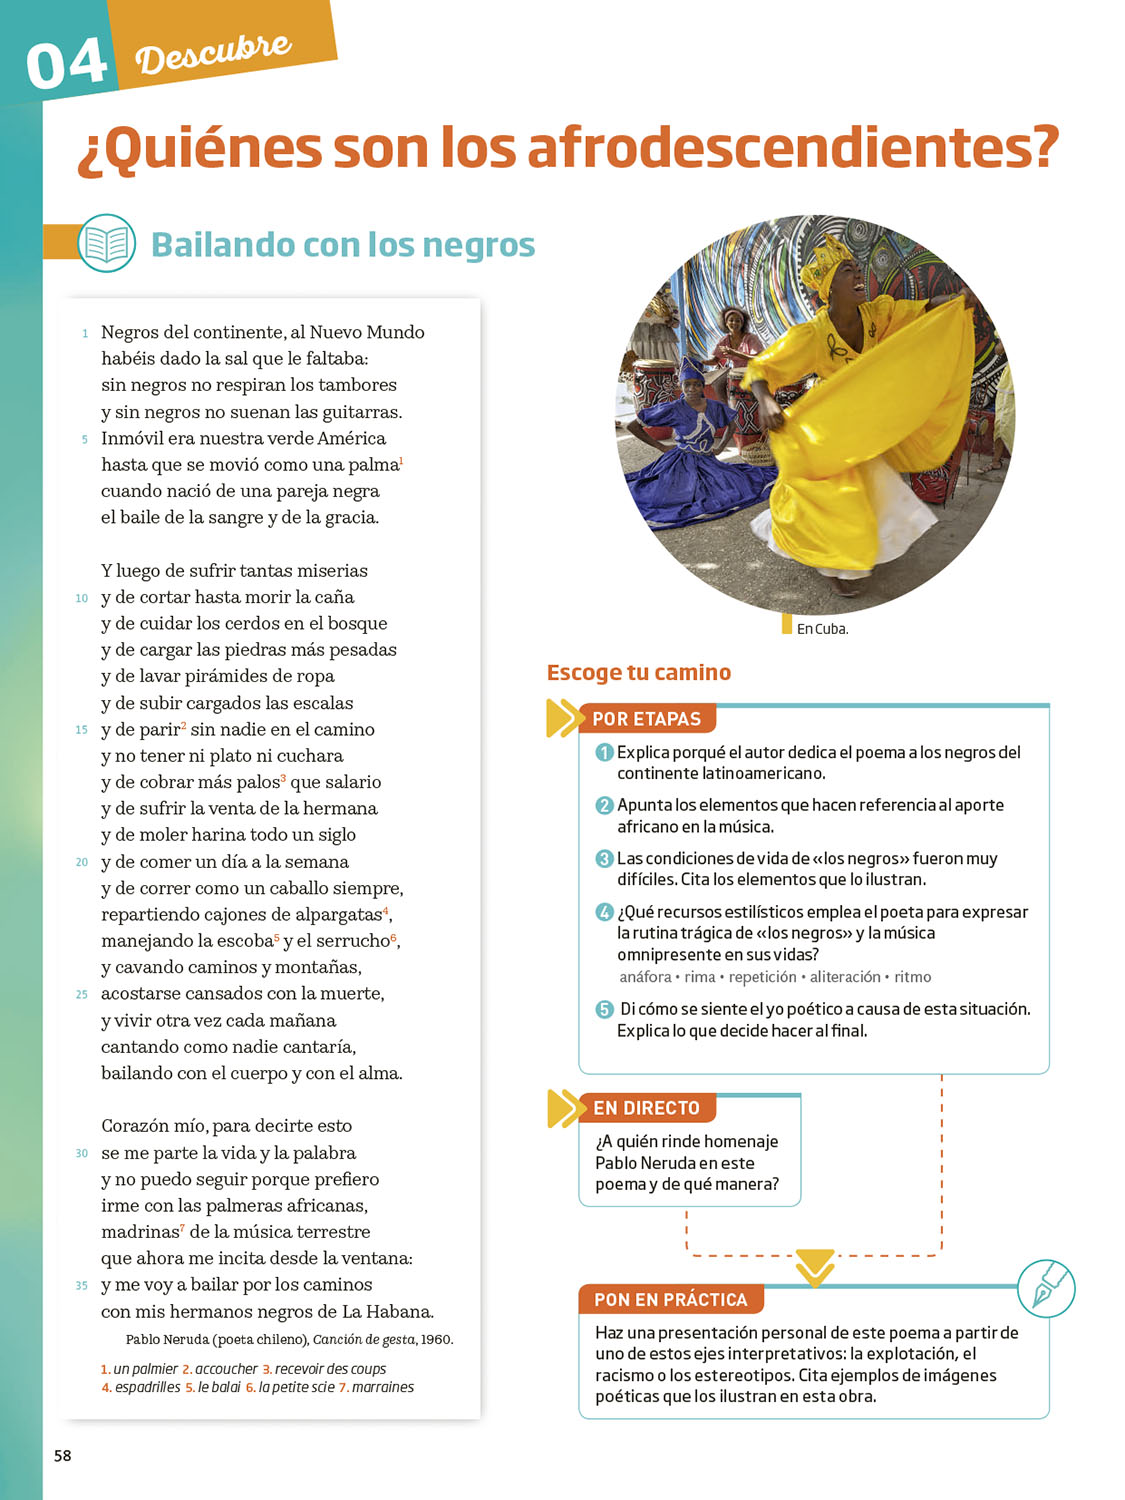 04 Descubre
¿Quiénes son los afrodescendientes?
Bailando con los negros
1 Negros del continente, al Nuevo Mundo
habéis dado la sal que le faltaba:
sin negros no respiran los tambores
y sin negros no suenan las guitarras.
5 Inmóvil era nuestra verde América
hasta que se movió como una palma1
cuando nació de una pareja negra
el baile de la sangre y de la gracia.
Y luego de sufrir tantas miserias
10 y de cortar hasta morir la caña
y de cuidar los cerdos en el bosque
y de cargar las piedras más pesadas
y de lavar pirámides de ropa
y de subir cargados las escalas
15 y de parir2 sin nadie en el camino
y no tener ni plato ni cuchara
y de cobrar más palos3 que salario
y de sufrir la venta de la hermana
y de moler harina todo un siglo
20 y de comer un día a la semana
y de correr como un caballo siempre,
repartiendo cajones de alpargatas4,
manejando la escoba5 y el serrucho6,
y cavando caminos y montañas,
25 acostarse cansados con la muerte,
y vivir otra vez cada mañana
cantando como nadie cantaría,
bailando con el cuerpo y con el alma.
Corazón mío, para decirte esto
30 se me parte la vida y la palabra
y no puedo seguir porque prefiero
irme con las palmeras africanas,
madrinas7 de la música terrestre
que ahora me incita desde la ventana:
35 y me voy a bailar por los caminos
con mis hermanos negros de La Habana.
Pablo Neruda (poeta chileno), Canción de gesta, 1960.
1. un palmier 2. accoucher 3. recevoir des coups
4. espadrilles 5. le balai 6. la petite scie 7. marraines
En Cuba.
Escoge tu camino
POR ETAPAS
1 Explica porqué el autor dedica el poema a los negros del
continente latinoamericano.
2 Apunta los elementos que hacen referencia al aporte
africano en la música.
3 Las condiciones de vida de «los negros» fueron muy
difíciles. Cita los elementos que lo ilustran.
4 ¿Qué recursos estilísticos emplea el poeta para expresar
la rutina trágica de «los negros» y la música
omnipresente en sus vidas?
anáfora • rima • repetición • aliteración • ritmo
5 Di cómo se siente el yo poético a causa de esta situación.
Explica lo que decide hacer al final.
EN DIRECTO
¿A quién rinde homenaje
Pablo Neruda en este
poema y de qué manera?
PON EN PRÁCTICA
Haz una presentación personal de este poema a partir de
uno de estos ejes interpretativos: la explotación, el
racismo o los estereotipos. Cita ejemplos de imágenes
poéticas que los ilustran en esta obra.
58